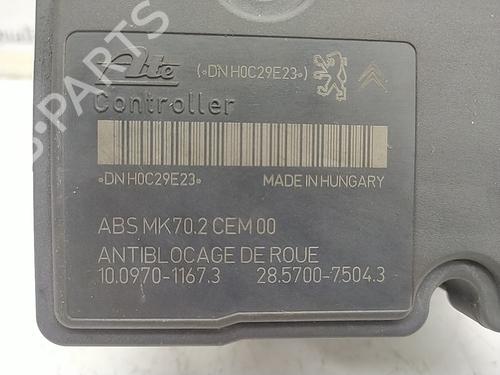 Ate (∘DN H0C29E23∘)
Controller
∘DN H0C29E23∘ MADE IN HUNGARY
ABS MK70.2 CEM 00
ANTIBLOCAGE DE ROUE
10.0970-1167.3 28.5700-7504.3
B-PARTS